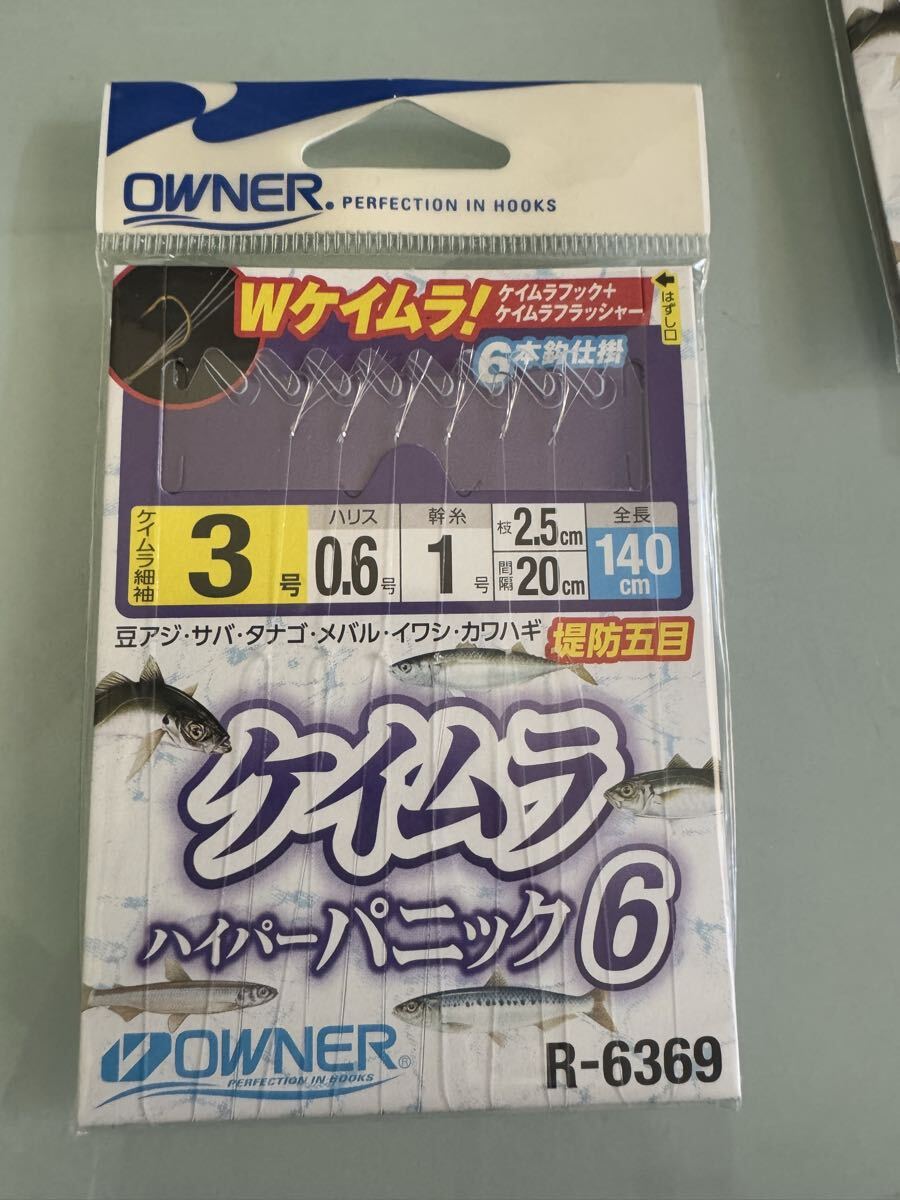 OWNER. PERFECTION IN HOOKS
Wケイムラ!
ケイムラフック+
ケイムラフラッシャー
はずし口
6本鈎仕掛
ケイムラ細袖
3号
ハリス
0.6号
幹糸
1号
枝 2.5cm
間隔 20cm
全長
140
cm
豆アジ・サバ・タナゴ・メバル・イワシ・カワハギ 堤防五目
ケイムラ
ハイパーパニック6
OWNER®
PERFECTION IN HOOKS
R-6369